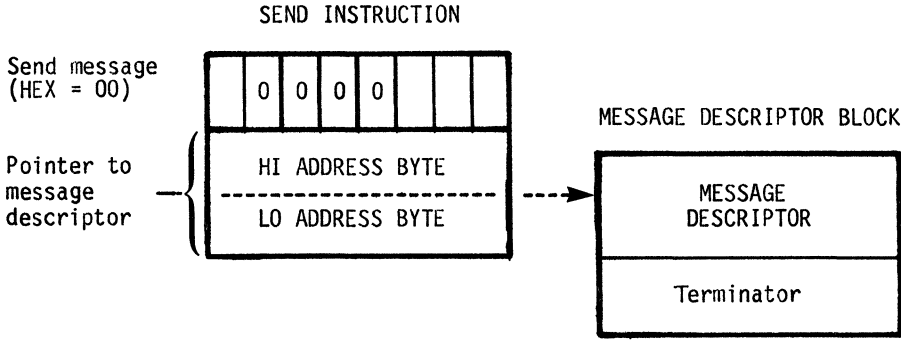 SEND INSTRUCTION
Send message
(HEX = 00)
0 0 0 0
Pointer to
message
descriptor
HI ADDRESS BYTE
LO ADDRESS BYTE
MESSAGE DESCRIPTOR BLOCK
MESSAGE
DESCRIPTOR
Terminator